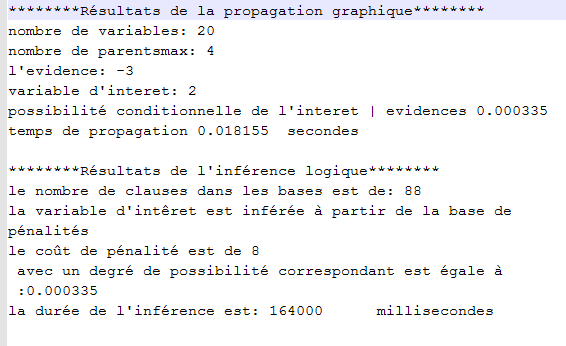 ********Résultats de la propagation graphique********
nombre de variables: 20
nombre de parentsmax: 4
l'evidence: -3
variable d'interet: 2
possibilité conditionnelle de l'interet | evidences 0.000335
temps de propagation 0.018155  secondes
********Résultats de l'inférence logique********
le nombre de clauses dans les bases est de: 88
la variable d'intêret est inférée à partir de la base de
pénalités
le coût de pénalité est de 8
 avec un degré de possibilité correspondant est égale à
 :0.000335
la durée de l'inférence est: 164000      millisecondes